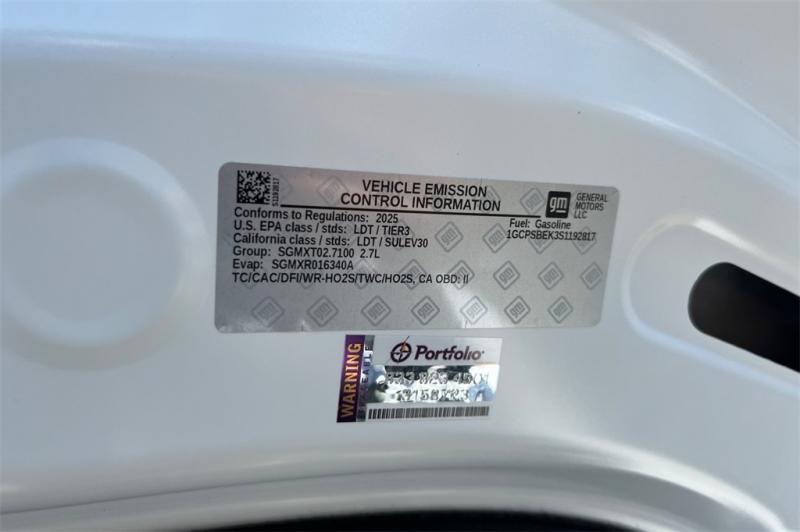 51192817
VEHICLE EMISSION
CONTROL INFORMATION
gm
GENERAL
MOTORS
LLC
Conforms to Regulations: 2025
Fuel: Gasoline
U.S. EPA class / stds: LDT / TIER3
1GCPSBEK3S1192817
California class / stds: LDT / SULEV30
Group: SGMXT02.7100 2.7L
Evap: SGMXR016340A
TC/CAC/DFI/WR-HO2S/TWC/HO2S, CA OBD: II
WARNING
Portfolio